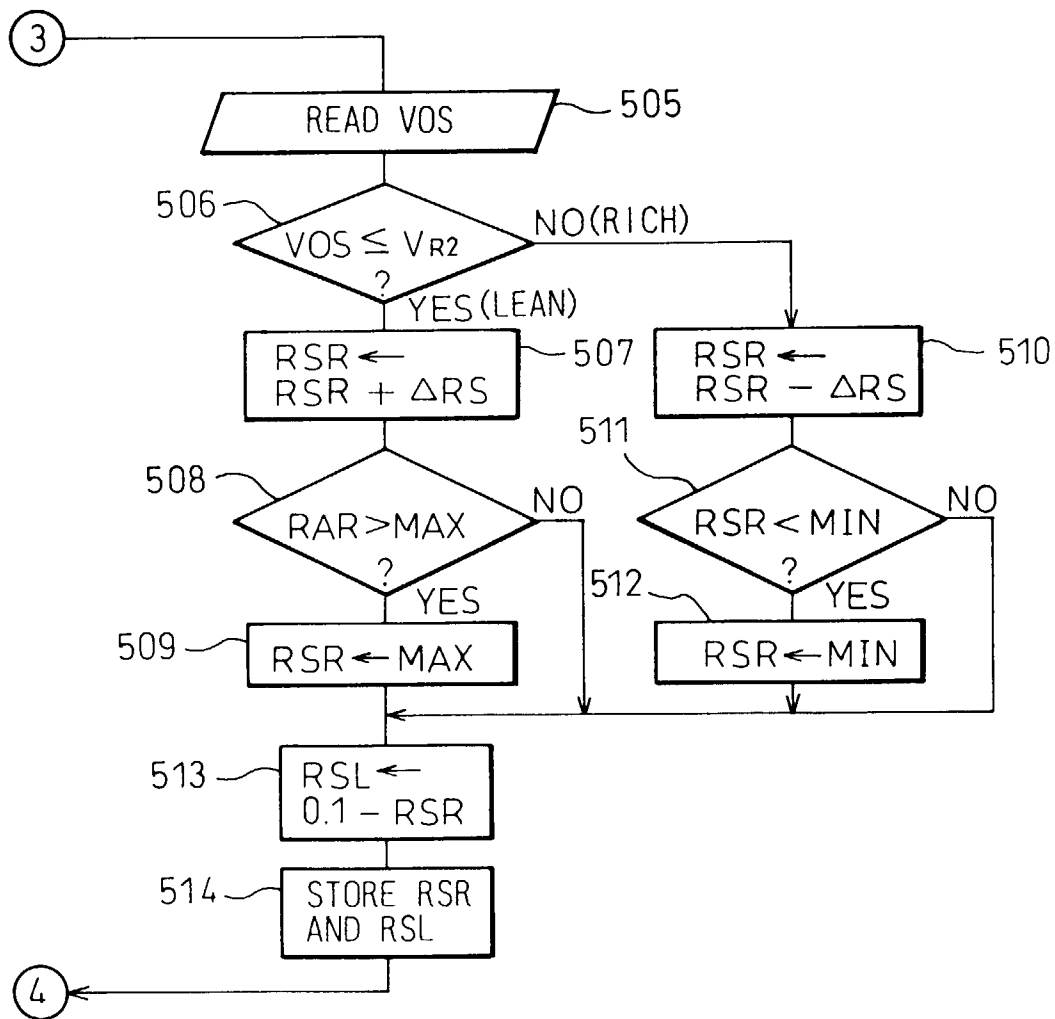 3
READ VOS
505
506
VOS ≤ VR2
?
NO(RICH)
YES(LEAN)
RSR ←
RSR + ΔRS
507
RSR ←
RSR − ΔRS
510
508
RAR>MAX
?
NO
YES
511
RSR<MIN
?
NO
YES
509
RSR←MAX
512
RSR←MIN
513
RSL←
0.1 − RSR
514
STORE RSR
AND RSL
4